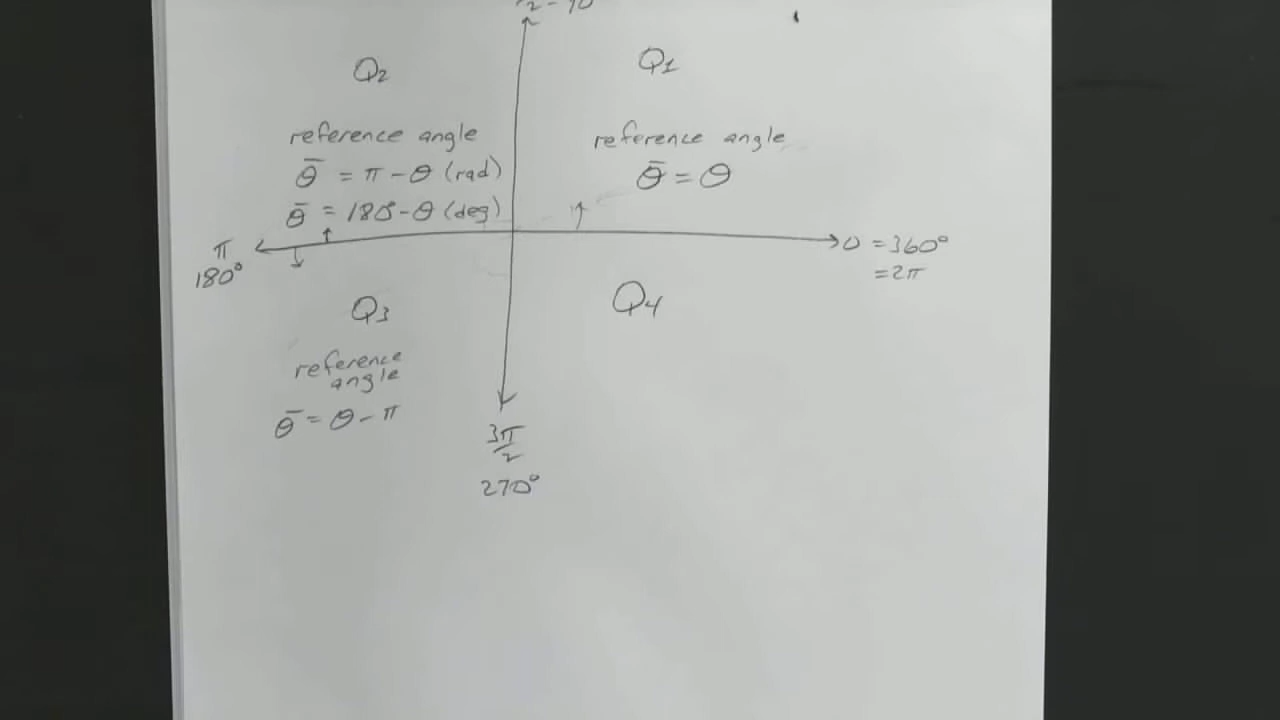 Q2
reference angle
θ̄ = π - θ (rad)
θ̄ = 180° - θ (deg)
Q1
reference angle
θ̄ = θ
π
180°
0 = 360°
= 2π
Q3
reference
angle
θ̄ = θ - π
Q4
3π/2
270°